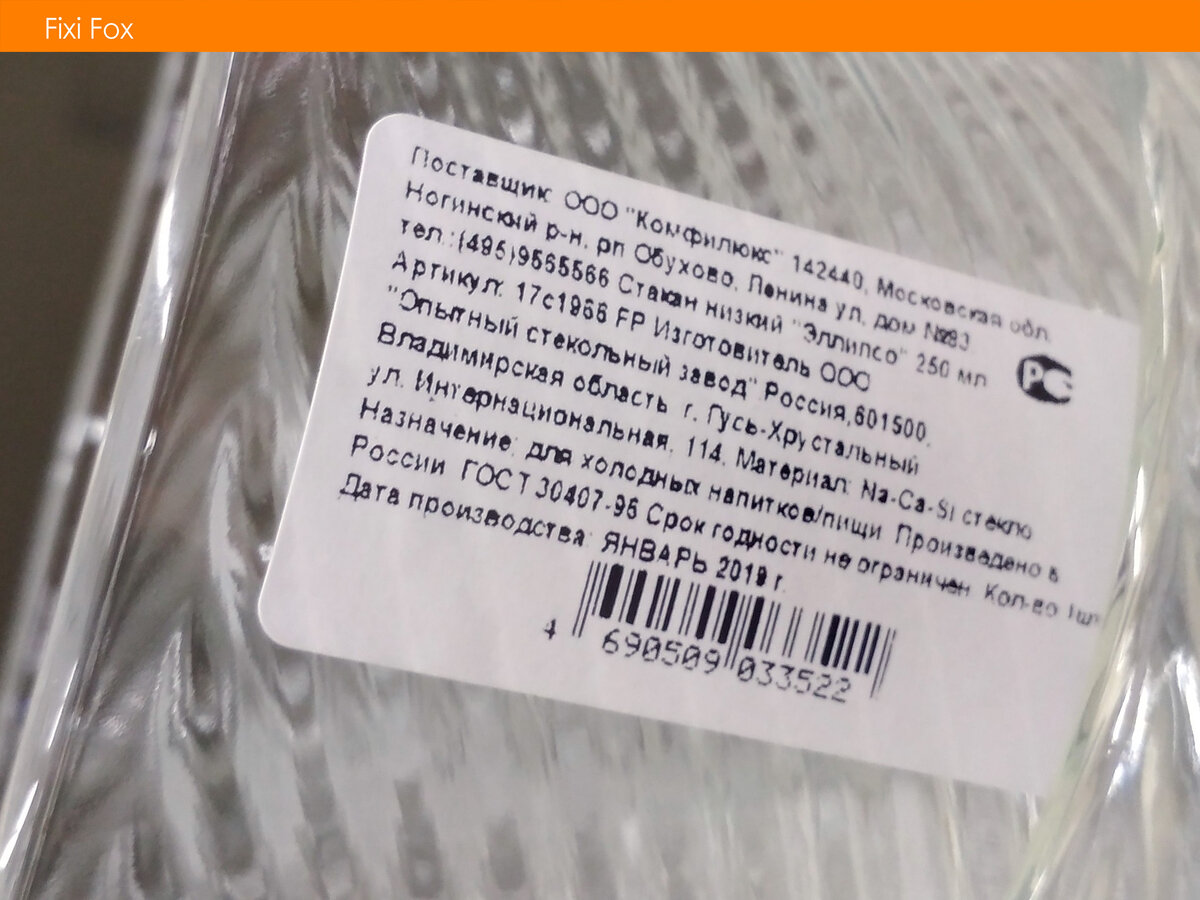 Fixi Fox
Поставщик: ООО "Комфилюкс" 142440, Московская обл.
Ногинский р-н, рп Обухово, Ленина ул, дом №83
тел.:(495)9565566 Стакан низкий "Эллипсо" 250 мл
Артикул: 17с1966 FP Изготовитель ООО
"Опытный стекольный завод" Россия,601500,
Владимирская область г. Гусь-Хрустальный
ул. Интернациональная, 114. Материал: Na-Ca-Si стекло
Назначение: для холодных напитков/пищи Произведено в
России ГОСТ 30407-96 Срок годности не ограничен Кол-во 1шт
Дата производства: ЯНВАРЬ 2019 г.
РС
4 690509 033522